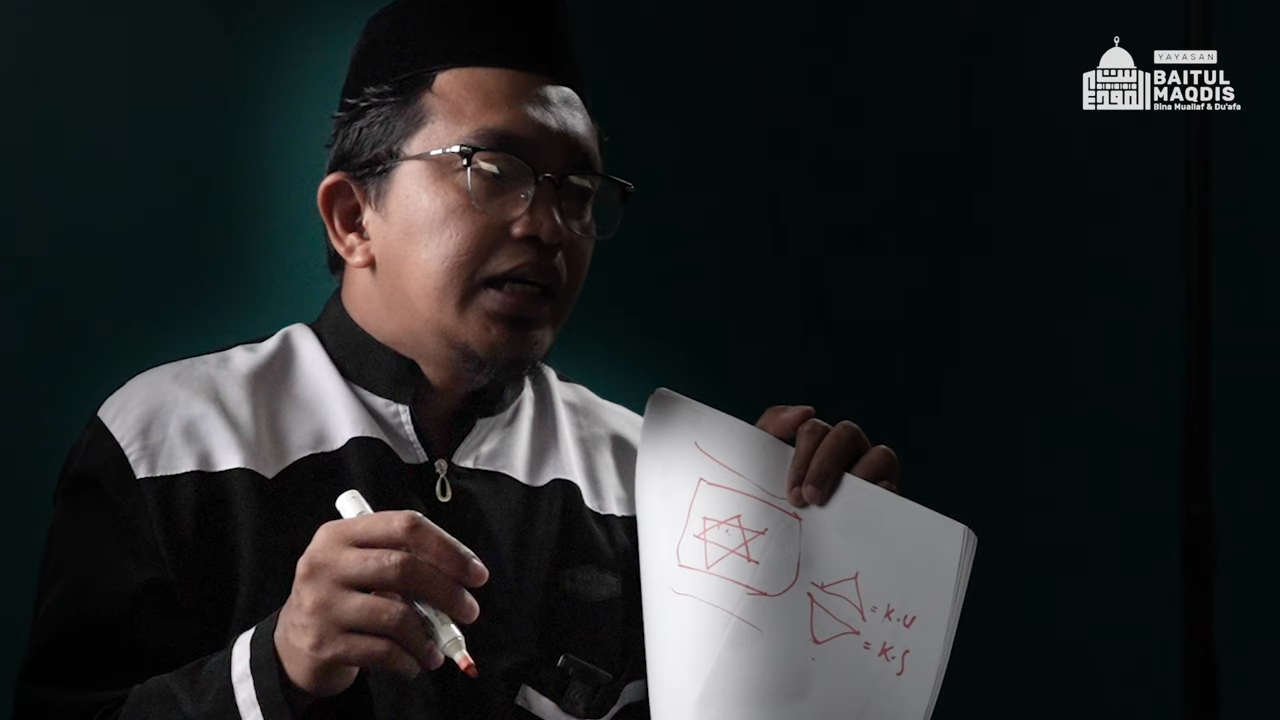 YAYASAN
BAITUL
MAQDIS
Bina Muallaf & Du'afa
= K.U
= K.S